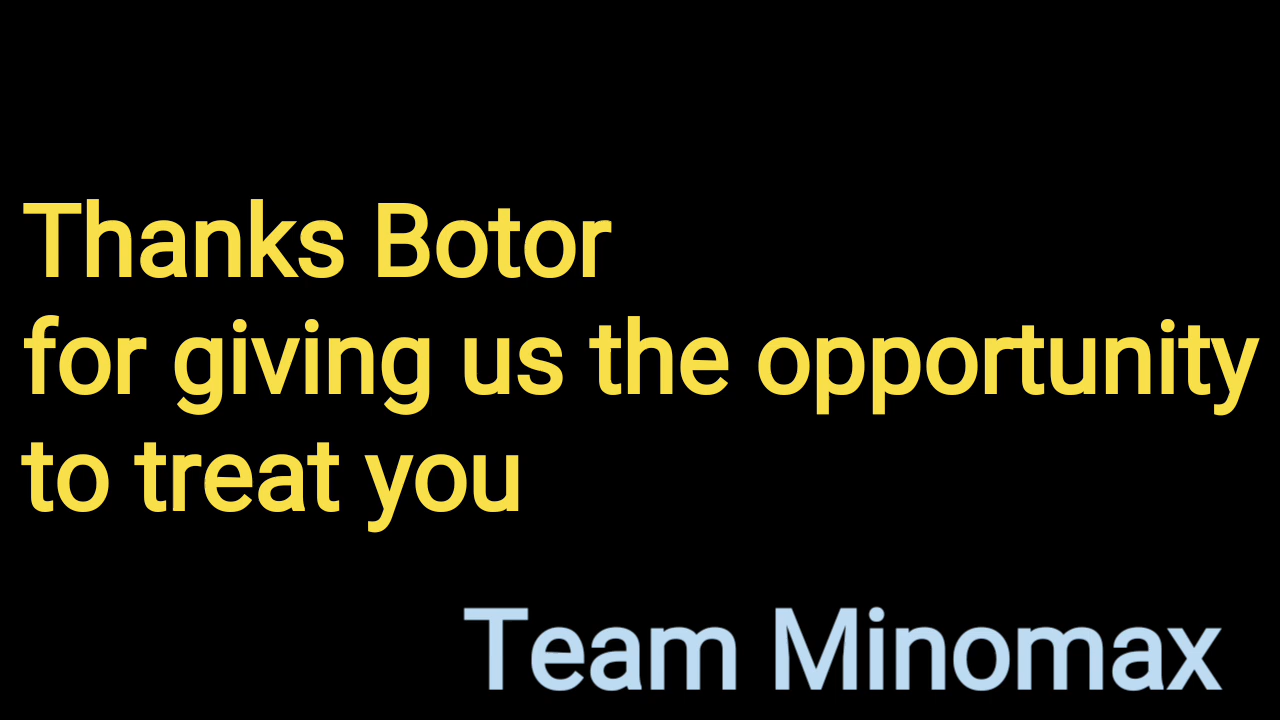 Thanks Botor
for giving us the opportunity
to treat you
Team Minomax